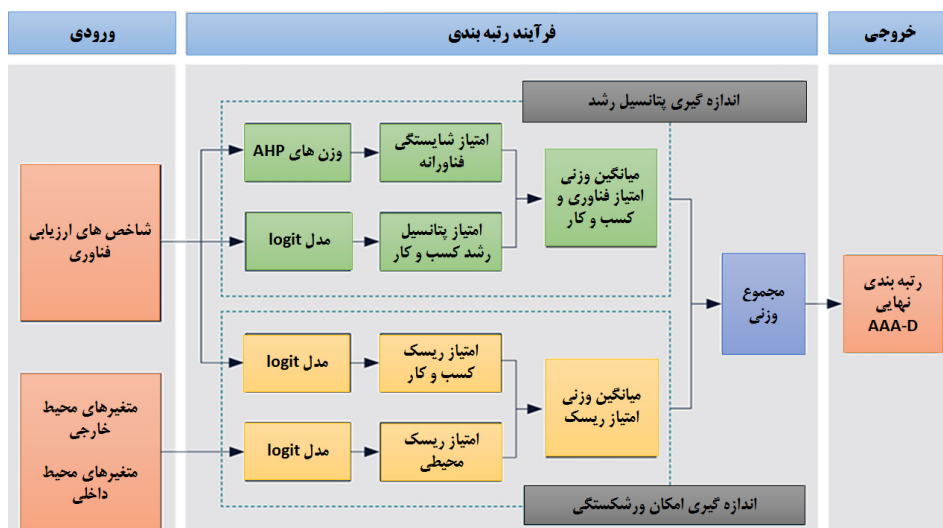 ورودی
فرآیند رتبه بندی
خروجی
اندازه گیری پتانسیل رشد
شاخص های ارزیابی
فناوری
وزن های AHP
امتیاز شایستگی
فناورانه
مدل logit
امتیاز پتانسیل
رشد کسب و کار
میانگین وزنی
امتیاز فناوری و
کسب و کار
متغیرهای محیط
خارجی
متغیرهای محیط
داخلی
مدل logit
امتیاز ریسک
کسب و کار
مدل logit
امتیاز ریسک
محیطی
میانگین وزنی
امتیاز ریسک
اندازه گیری امکان ورشکستگی
مجموع
وزنی
رتبه بندی
نهایی
AAA-D